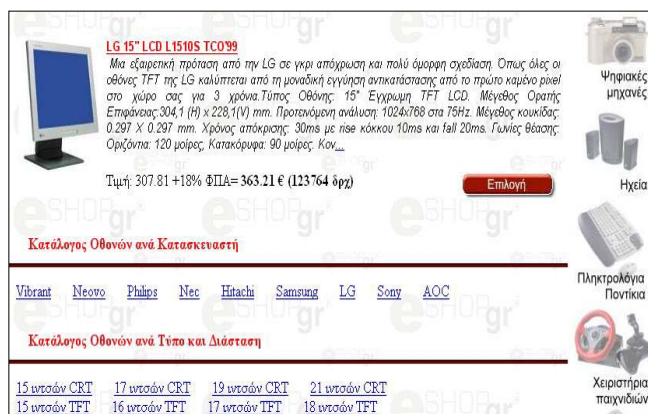 LG 15" LCD L1510S TCO'99
Μια εξαιρετική πρόταση από την LG σε γκρι απόχρωση και πολύ όμορφη σχεδίαση. Όπως όλες οι
οθόνες TFT της LG καλύπτεται από τη μοναδική εγγύηση αντικατάστασης από το πρώτο καμένο pixel
στο χώρο σας για 3 χρόνια.Τύπος Οθόνης: 15" Έγχρωμη TFT LCD. Μέγεθος Ορατής
Επιφάνειας:304,1 (H) x 228,1(V) mm. Προτεινόμενη ανάλυση: 1024x768 στα 75Hz. Μέγεθος κουκίδας:
0.297 X 0.297 mm. Χρόνος απόκρισης: 30ms με rise κόκκου 10ms και fall 20ms. Γωνίες θέασης:
Οριζόντια: 120 μοίρες, Κατακόρυφα: 90 μοίρες. Κον...
Τιμή: 307.81 +18% ΦΠΑ= 363.21 € (123764 δρχ)
Επιλογή
Κατάλογος Οθονών ανά Κατασκευαστή
Vibrant Neovo Philips Nec Hitachi Samsung LG Sony AOC
Κατάλογος Οθονών ανά Τύπο και Διάσταση
15 ιντσών CRT 17 ιντσών CRT 19 ιντσών CRT 21 ιντσών CRT
15 ιντσών TFT 16 ιντσών TFT 17 ιντσών TFT 18 ιντσών TFT
Ψηφιακές
μηχανές
Ηχεία
Πληκτρολόγια
Ποντίκια
Χειριστήρια
παιχνιδιών
eSHOP.gr